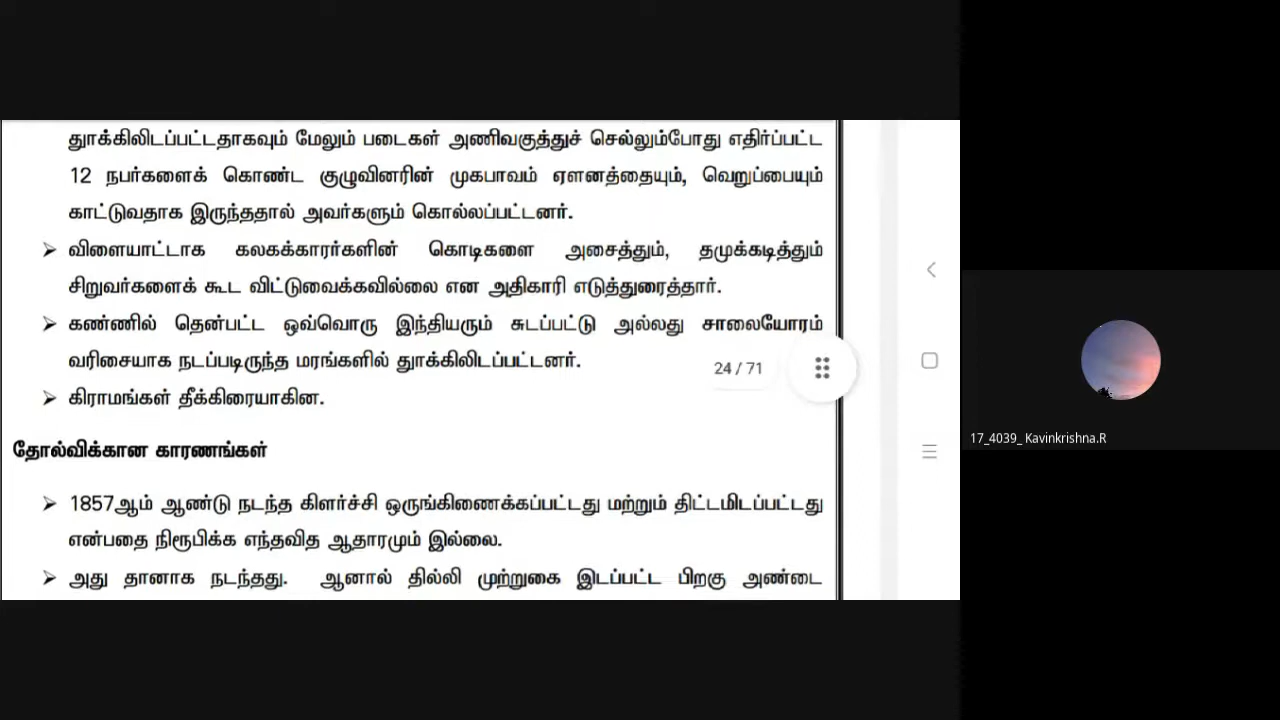 தூக்கிலிடப்பட்டதாகவும் மேலும் படைகள் அணிவகுத்துச் செல்லும்போது எதிர்ப்பட்ட
12 நபர்களைக் கொண்ட குழுவினரின் முகபாவம் ஏளனத்தையும், வெறுப்பையும்
காட்டுவதாக இருந்ததால் அவர்களும் கொல்லப்பட்டனர்.
➤ விளையாட்டாக கலகக்காரர்களின் கொடிகளை அசைத்தும், தமுக்கடித்தும்
சிறுவர்களைக் கூட விட்டுவைக்கவில்லை என அதிகாரி எடுத்துரைத்தார்.
➤ கண்ணில் தென்பட்ட ஒவ்வொரு இந்தியரும் சுடப்பட்டு அல்லது சாலையோரம்
வரிசையாக நடப்படிருந்த மரங்களில் தூக்கிலிடப்பட்டனர்.
24 / 71
➤ கிராமங்கள் தீக்கிரையாகின.
தோல்விக்கான காரணங்கள்
➤ 1857ஆம் ஆண்டு நடந்த கிளர்ச்சி ஒருங்கிணைக்கப்பட்டது மற்றும் திட்டமிடப்பட்டது
என்பதை நிரூபிக்க எந்தவித ஆதாரமும் இல்லை.
➤ அது தானாக நடந்தது. ஆனால் தில்லி முற்றுகை இடப்பட்ட பிறகு அண்டை
17_4039_ Kavinkrishna.R